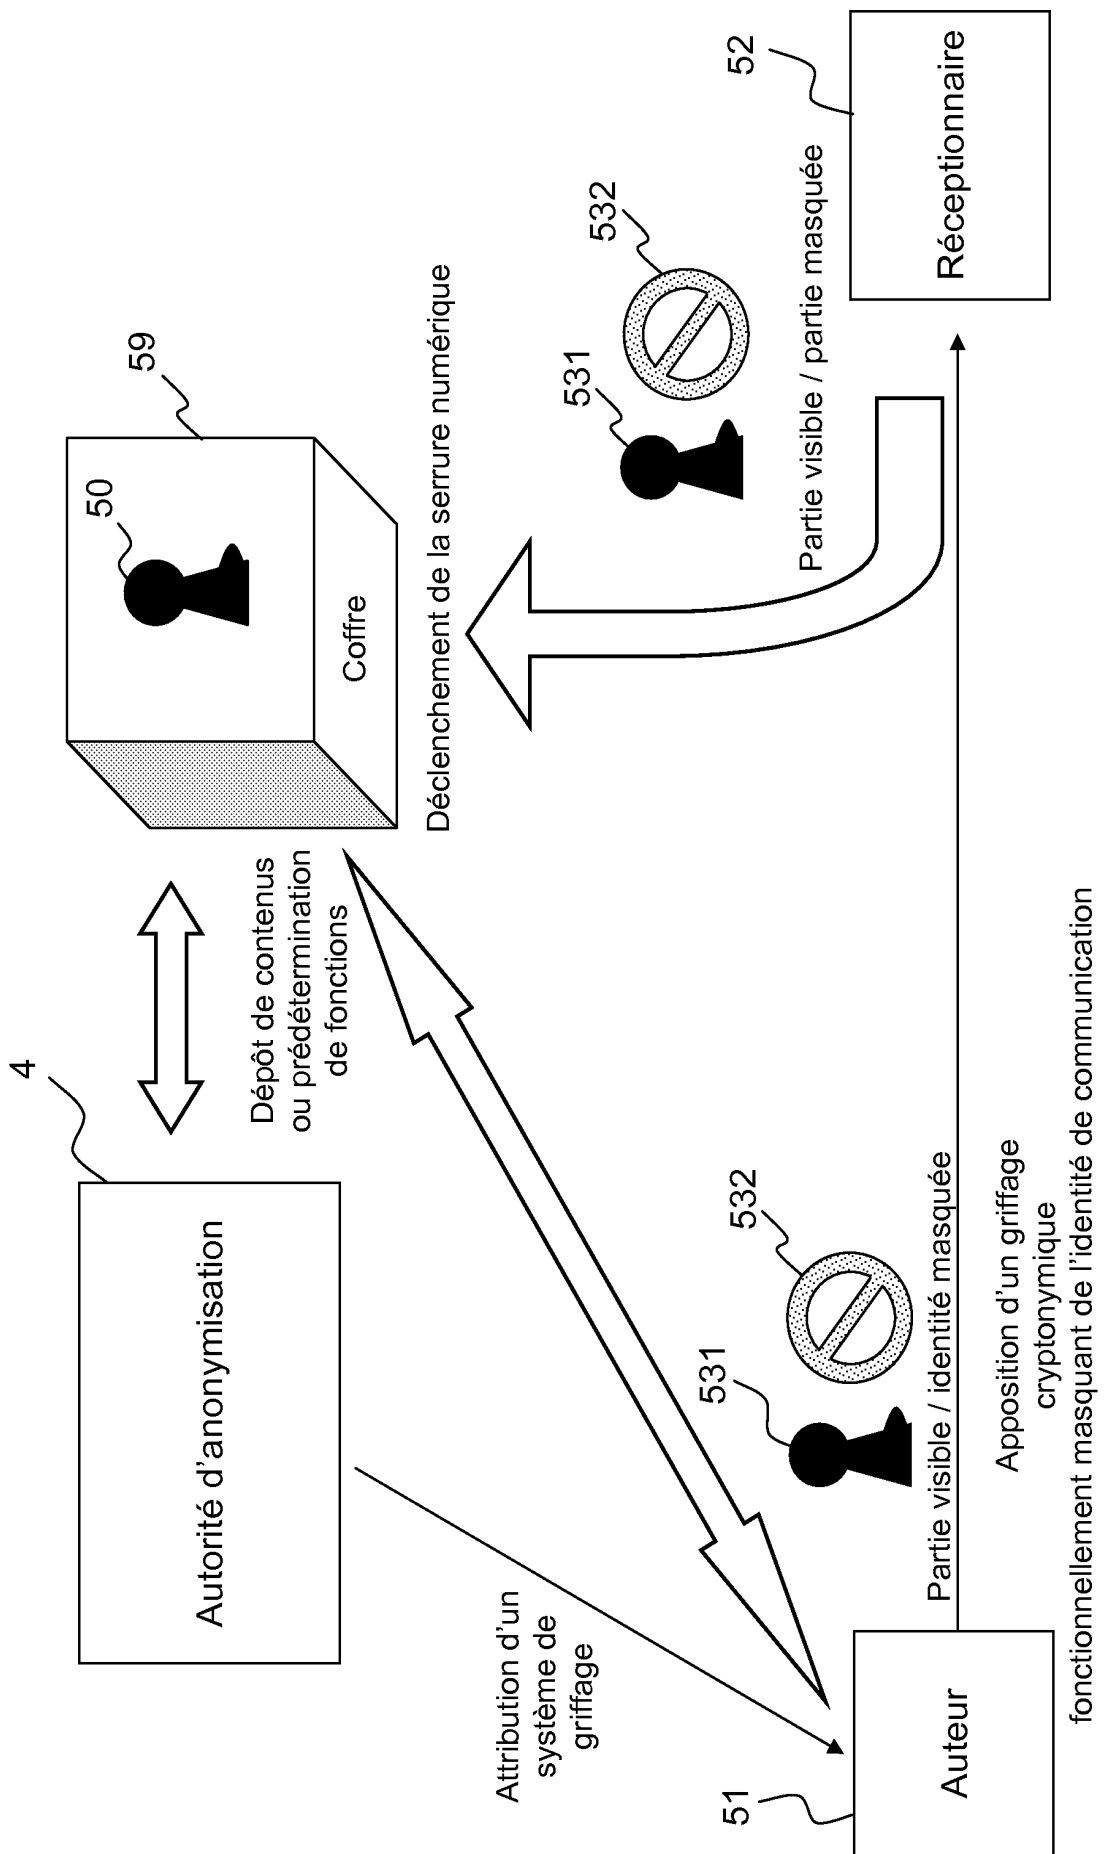 4
Autorité d'anonymisation
59
50
Coffre
Dépôt de contenus
ou prédétermination
de fonctions
Déclenchement de la serrure numérique
Attribution d'un
système de
griffage
531
532
Partie visible / partie masquée
52
Réceptionnaire
531
532
Partie visible / identité masquée
51
Auteur
Apposition d'un griffage
cryptonymique
fonctionnellement masquant de l'identité de communication